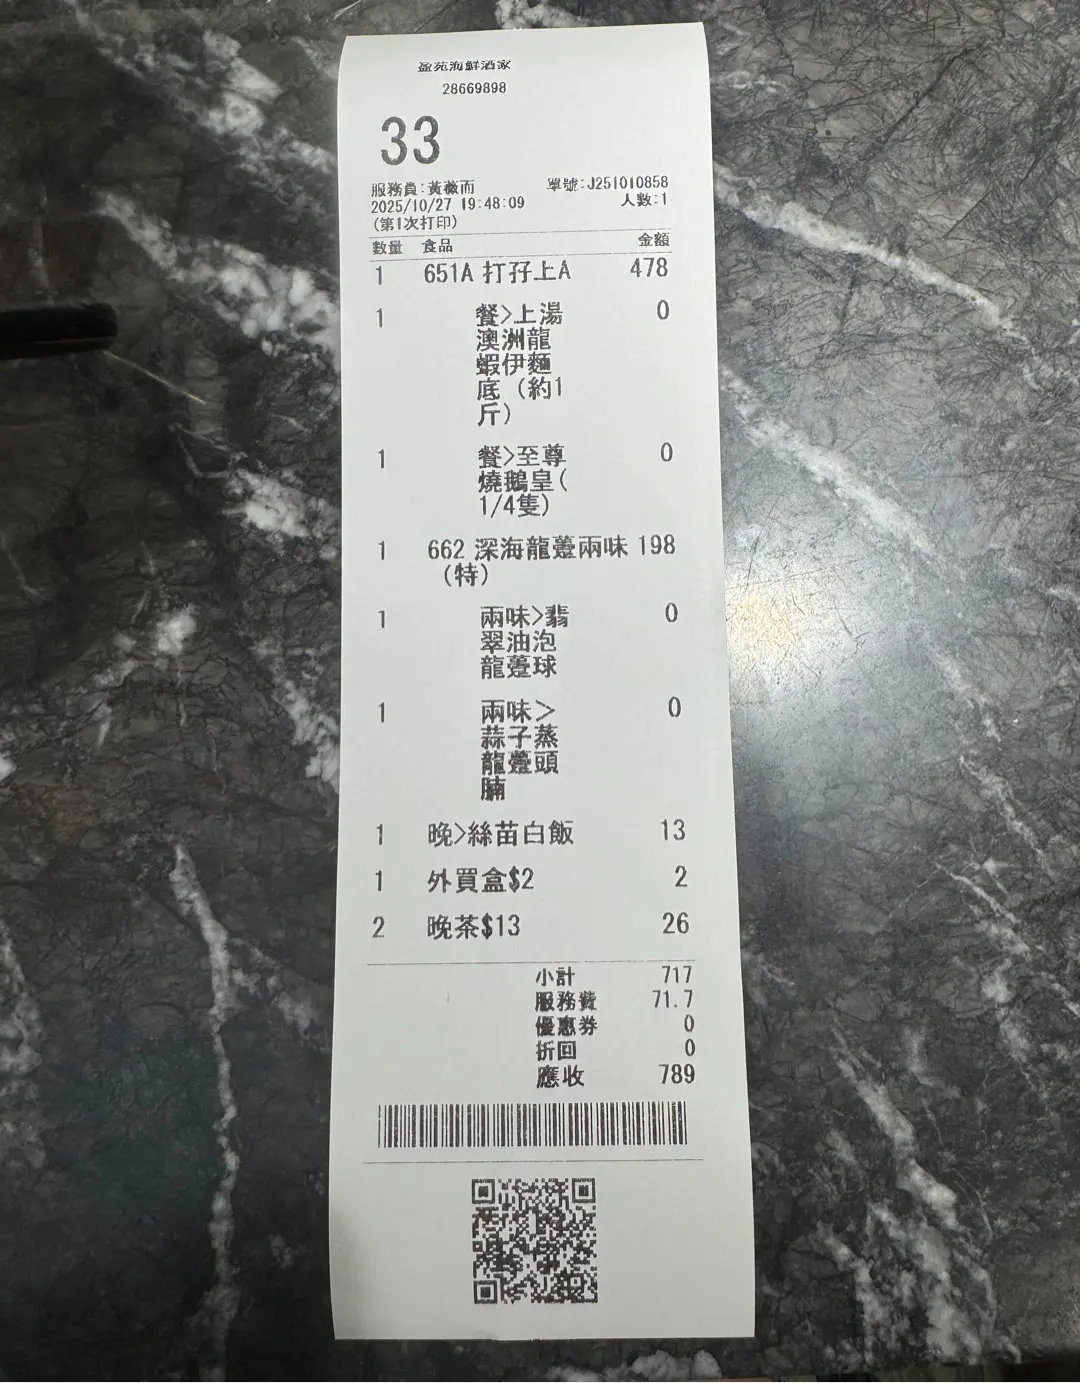 盈苑海鮮酒家
28669898
33
服務員:黃薇而 單號:J251010858
2025/10/27 19:48:09 人數:1
(第1次打印)
數量 食品 金額
1 651A 打孖上A 478
1 餐>上湯 0
澳洲龍
蝦伊麵
底(約1
斤)
1 餐>至尊 0
燒鵝皇(
1/4隻)
1 662 深海龍躉兩味 198
(特)
1 兩味>翡 0
翠油泡
龍躉球
1 兩味> 0
蒜子蒸
龍躉頭
腩
1 晚>絲苗白飯 13
1 外買盒$2 2
2 晚茶$13 26
小計 717
服務費 71.7
優惠券 0
折回 0
應收 789